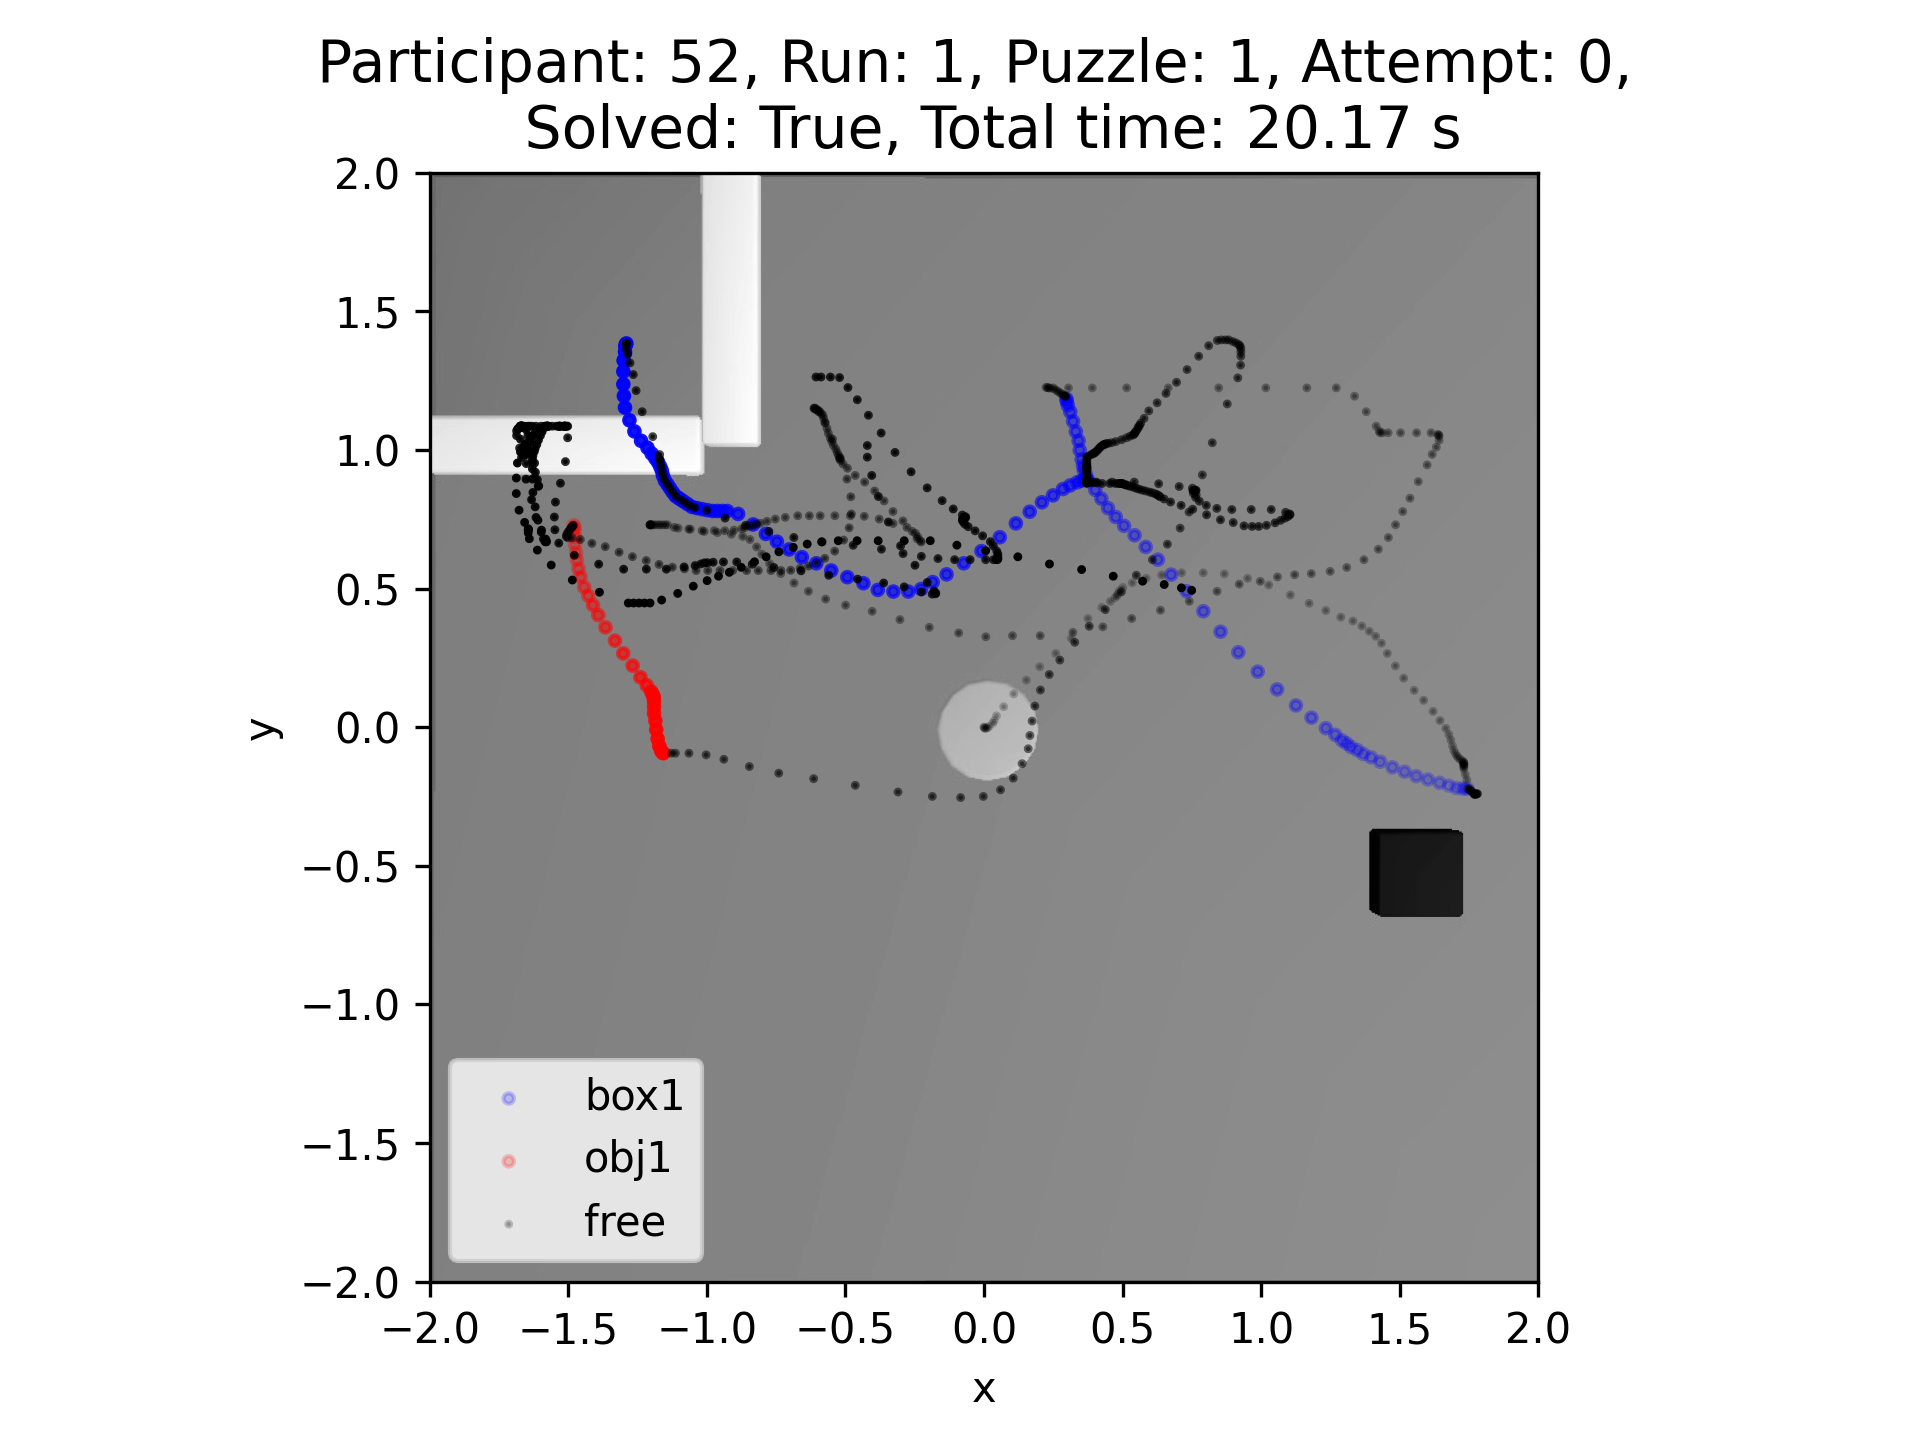 Participant: 52, Run: 1, Puzzle: 1, Attempt: 0,
Solved: True, Total time: 20.17 s
2.0
1.5
1.0
0.5
0.0
−0.5
−1.0
−1.5
−2.0
y
box1
obj1
free
−2.0 −1.5 −1.0 −0.5 0.0 0.5 1.0 1.5 2.0
x